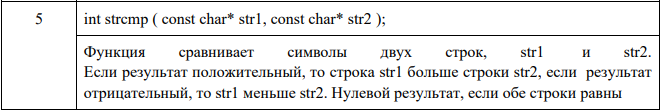 5
int strcmp ( const char* str1, const char* str2 );
Функция сравнивает символы двух строк, str1 и str2.
Если результат положительный, то строка str1 больше строки str2, если результат
отрицательный, то str1 меньше str2. Нулевой результат, если обе строки равны